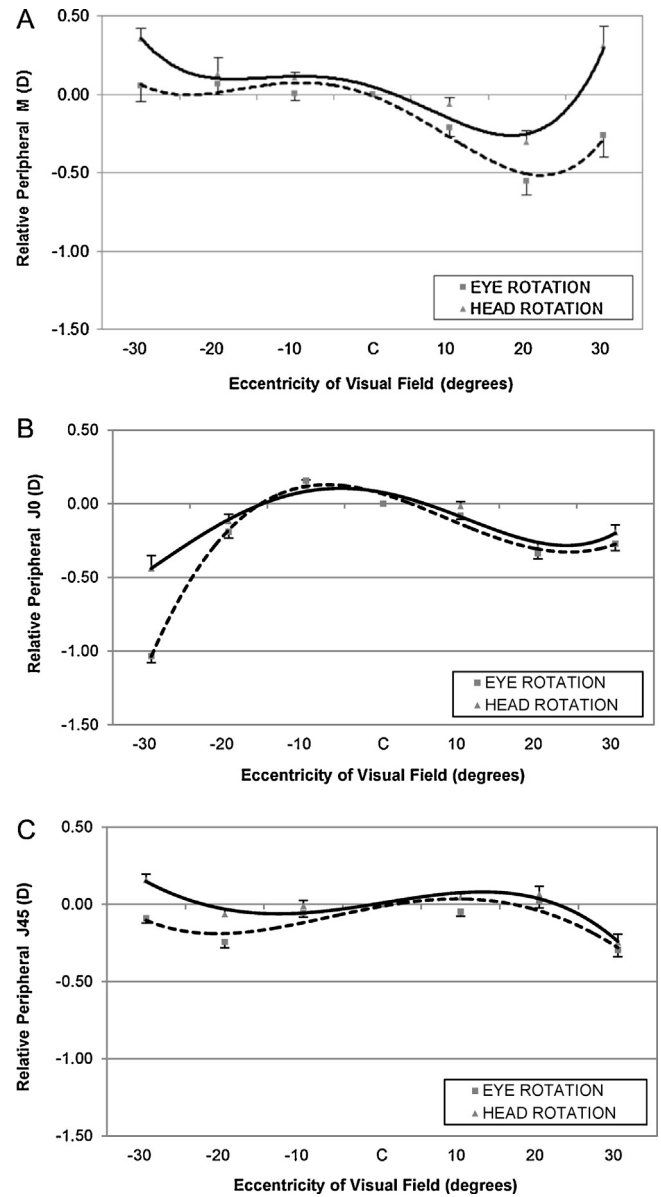 A
Relative Peripheral M (D)
0.50
0.00
-0.50
-1.00
-1.50
EYE ROTATION
HEAD ROTATION
-30 -20 -10 C 10 20 30
Eccentricity of Visual Field (degrees)
B
Relative Peripheral J0 (D)
0.50
0.00
-0.50
-1.00
-1.50
EYE ROTATION
HEAD ROTATION
-30 -20 -10 C 10 20 30
Eccentricity of Visual Field (degrees)
C
Relative Peripheral J45 (D)
0.50
0.00
-0.50
-1.00
-1.50
EYE ROTATION
HEAD ROTATION
-30 -20 -10 C 10 20 30
Eccentricity of Visual Field (degrees)